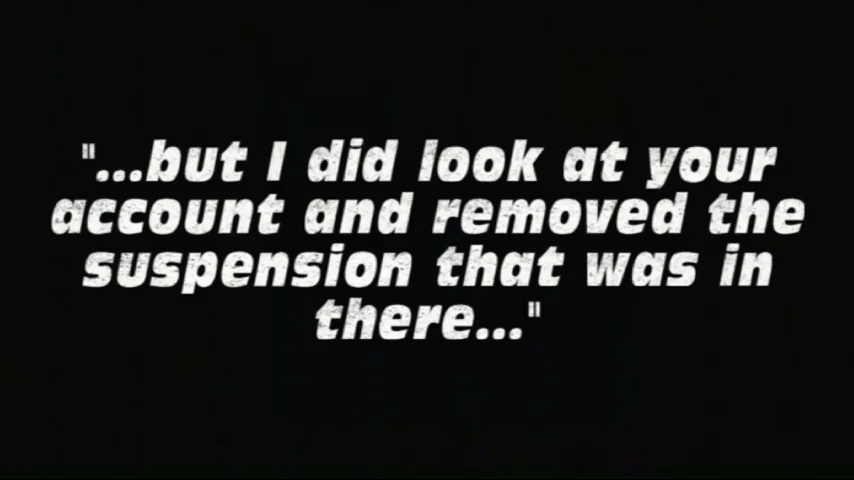 "...but I did look at your
account and removed the
suspension that was in
there..."